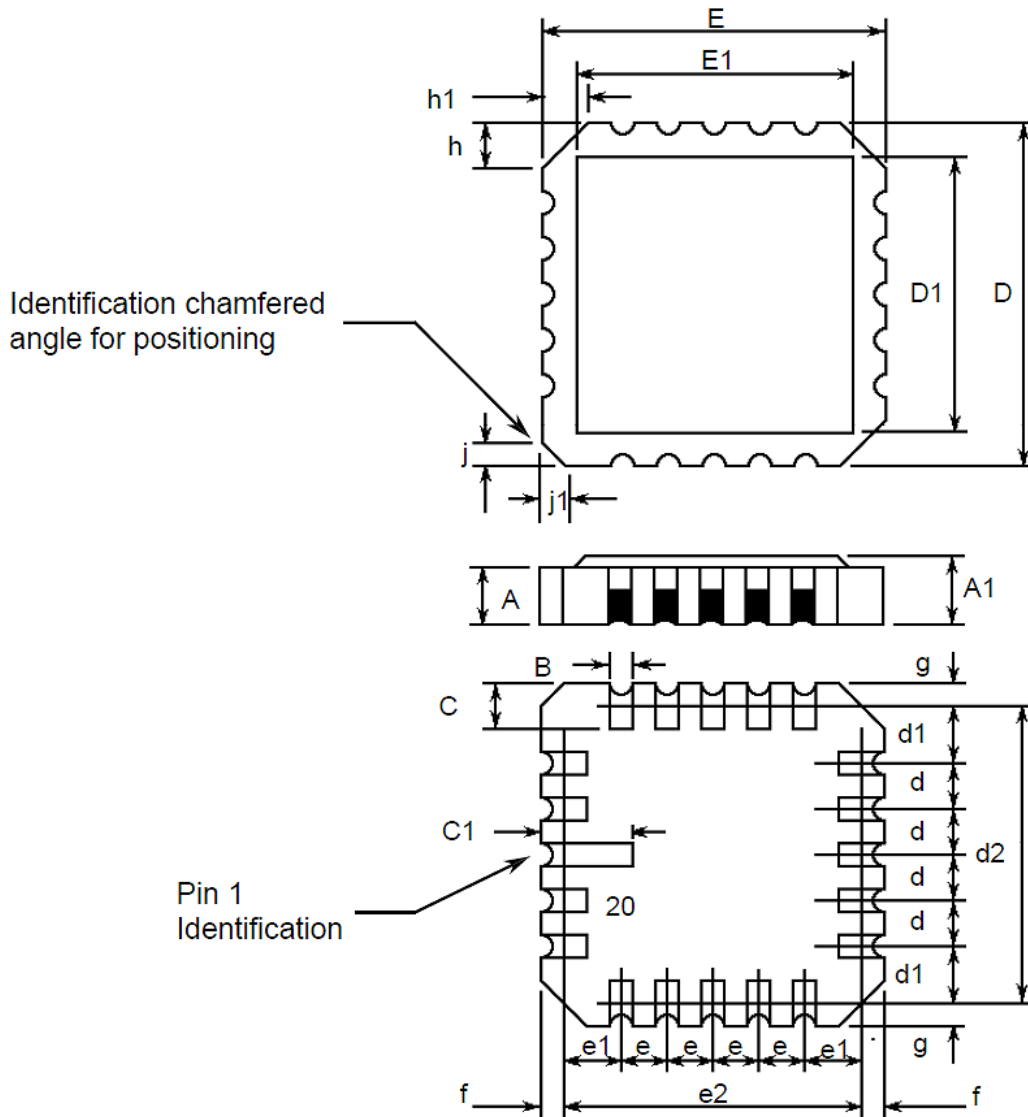 E
E1
h1
h
D1
D
Identification chamfered
angle for positioning
j
j1
A
A1
B
g
C
d1
d
C1
d
d2
d
Pin 1
Identification
20
d
d1
e1 e e e e e1
g
f
e2
f